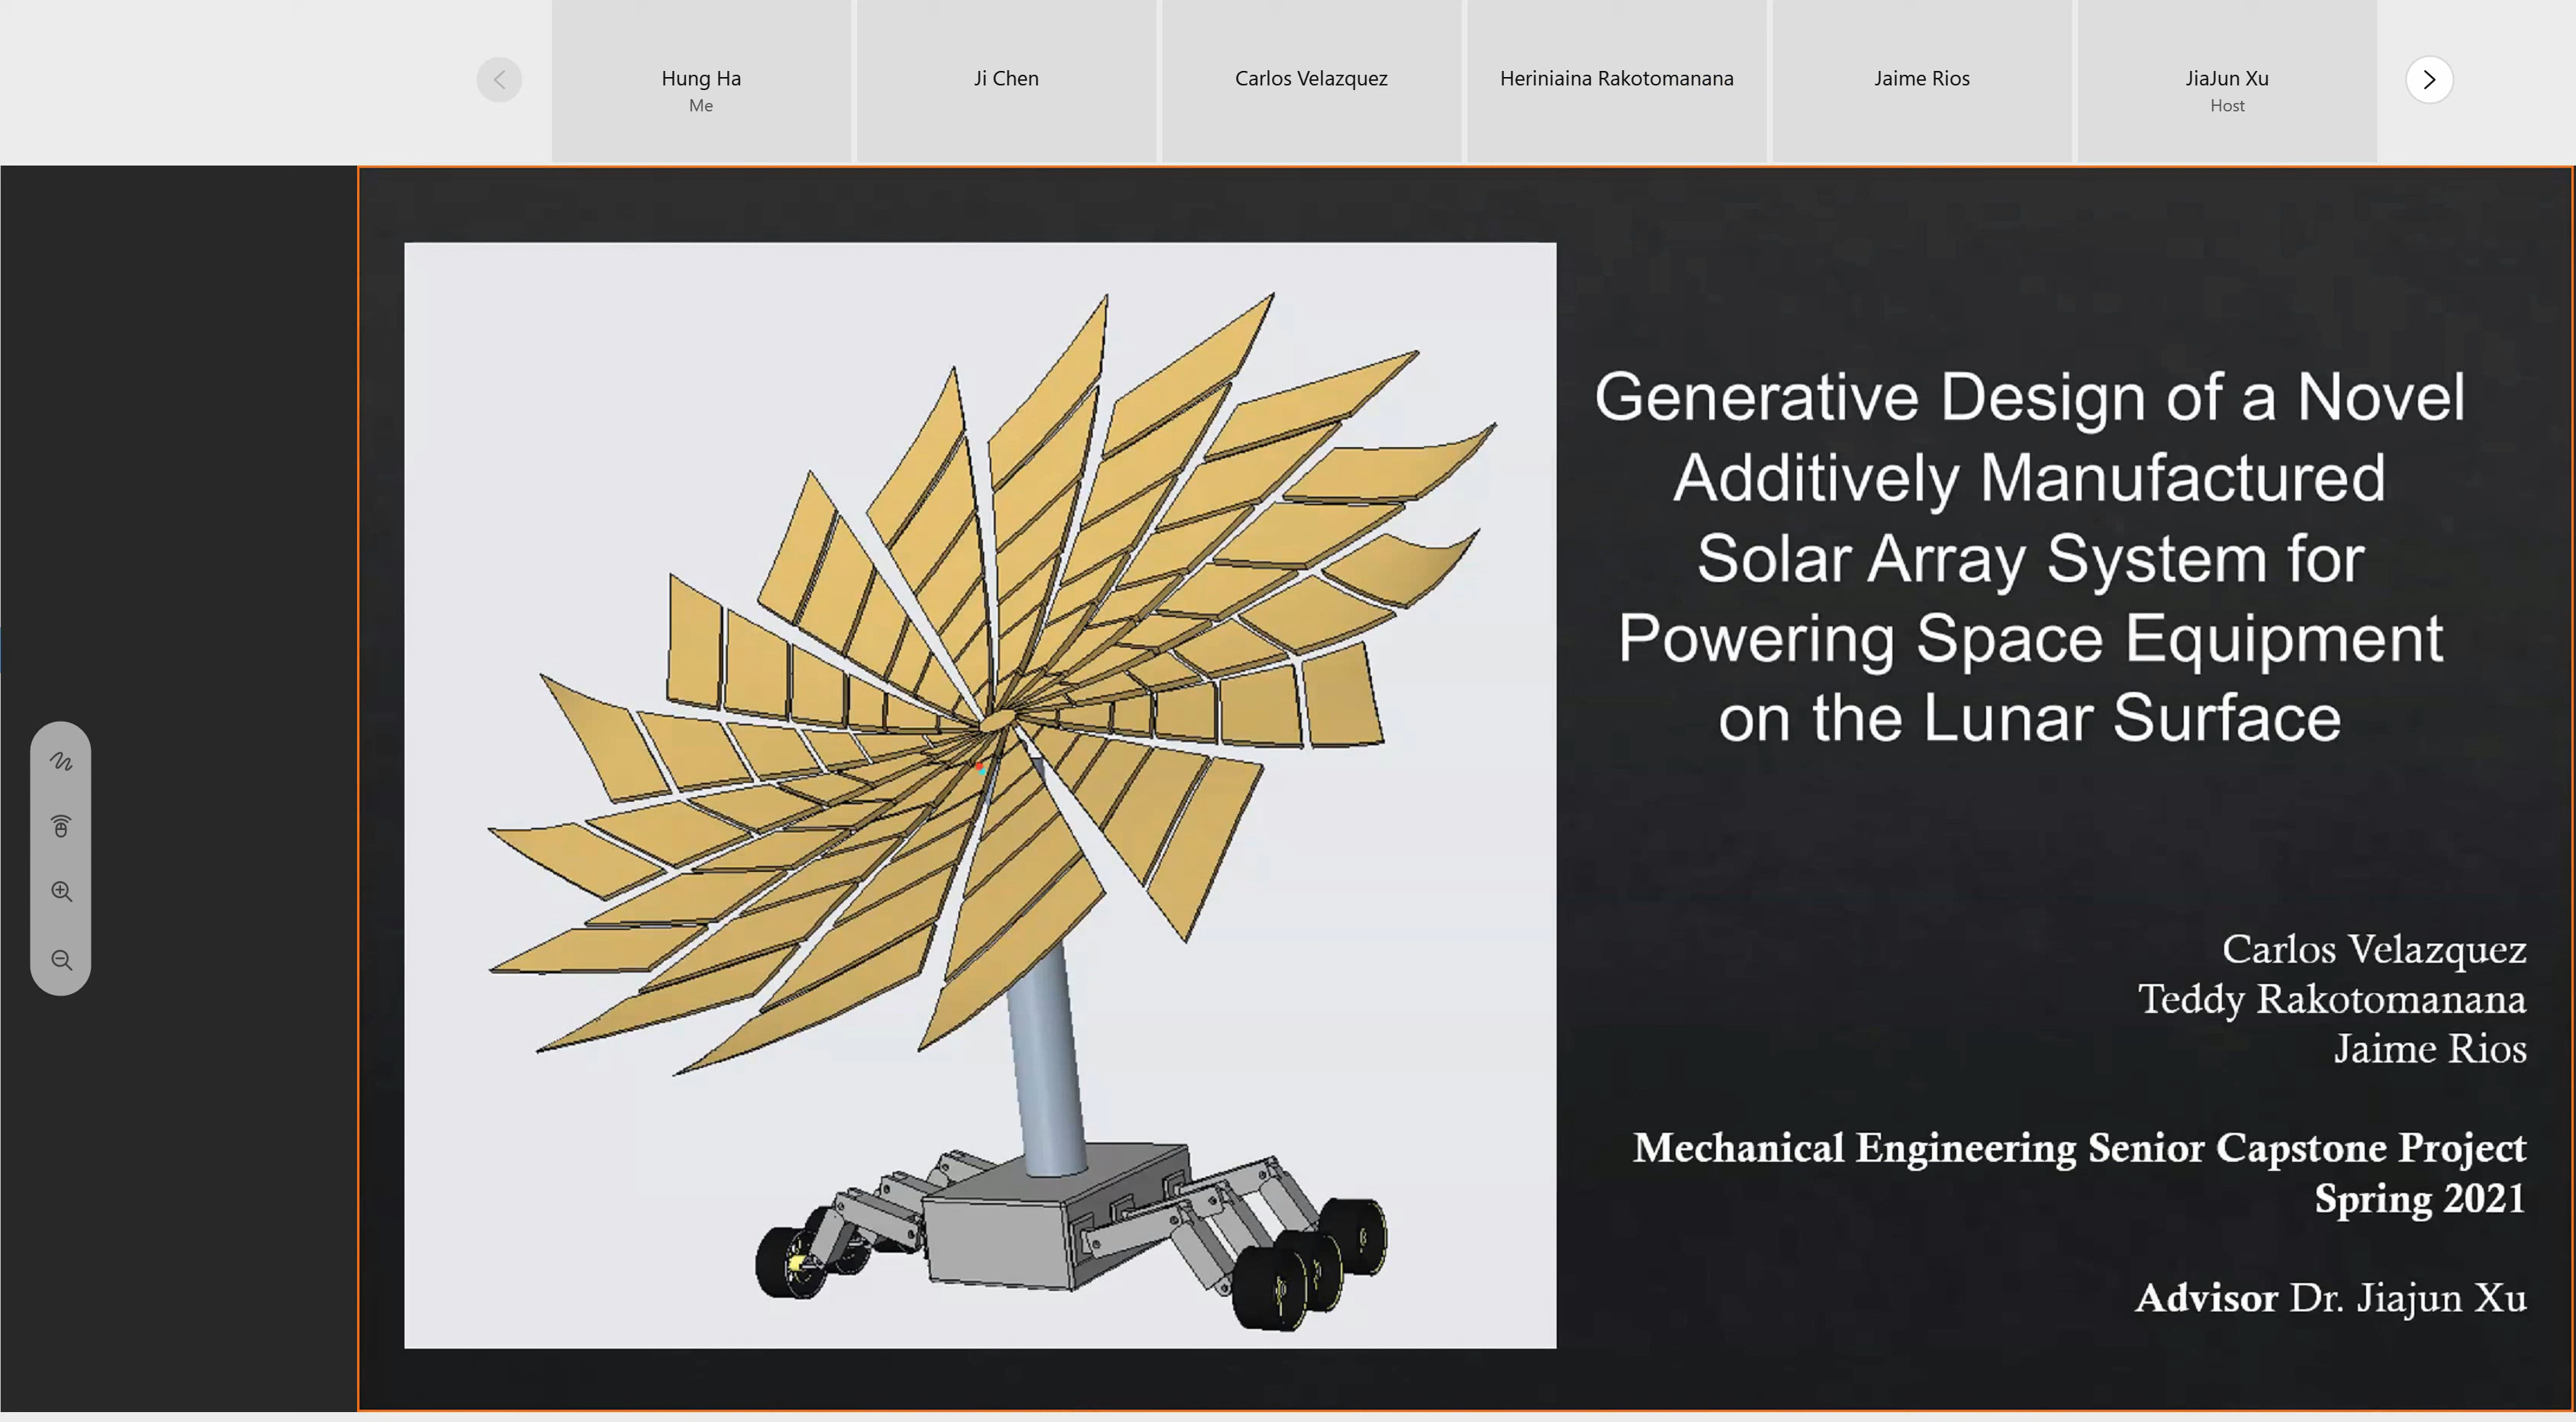 Hung Ha
Me
Ji Chen
Carlos Velazquez
Heriniaina Rakotomanana
Jaime Rios
JiaJun Xu
Host
Generative Design of a Novel
Additively Manufactured
Solar Array System for
Powering Space Equipment
on the Lunar Surface
Carlos Velazquez
Teddy Rakotomanana
Jaime Rios
Mechanical Engineering Senior Capstone Project
Spring 2021
Advisor Dr. Jiajun Xu